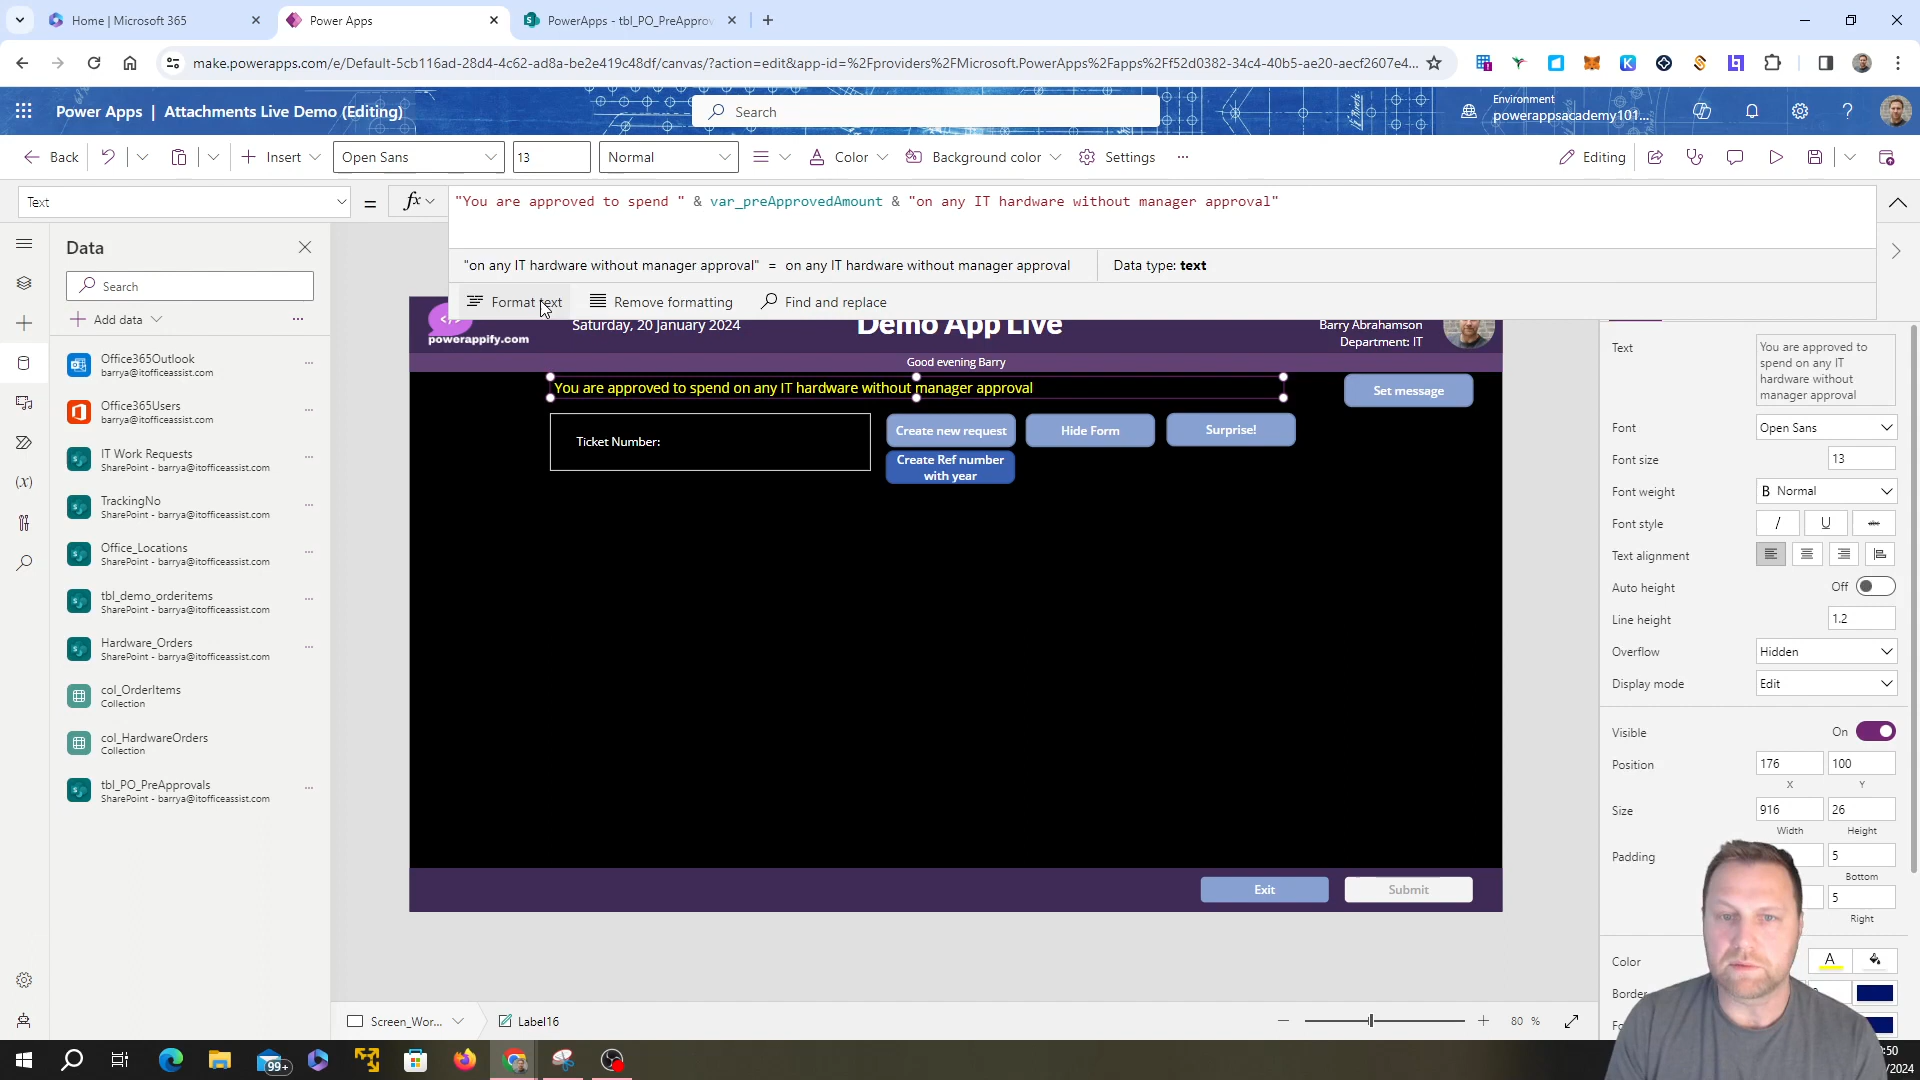 Home | Microsoft 365
Power Apps
PowerApps - tbl_PO_PreApprov
make.powerapps.com/e/Default-5cb116ad-28d4-4c62-ad8a-be2e419c48df/canvas/?action=edit&app-id=%2Fproviders%2FMicrosoft.PowerApps%2Fapps%2Ff52d0382-34c4-40b5-ae20-aecf2607e4...
Power Apps | Attachments Live Demo (Editing)
Search
Environment
powerappsacademy101...
Back
Insert
Open Sans
13
Normal
Color
Background color
Settings
Editing
Text
=
fx
"You are approved to spend " & var_preApprovedAmount & "on any IT hardware without manager approval"
"on any IT hardware without manager approval" = on any IT hardware without manager approval
Data type: text
Format text
Remove formatting
Find and replace
Data
Search
Add data
Office365Outlook
barrya@itofficeassist.com
Office365Users
barrya@itofficeassist.com
IT Work Requests
SharePoint - barrya@itofficeassist.com
TrackingNo
SharePoint - barrya@itofficeassist.com
Office_Locations
SharePoint - barrya@itofficeassist.com
tbl_demo_orderitems
SharePoint - barrya@itofficeassist.com
Hardware_Orders
SharePoint - barrya@itofficeassist.com
col_OrderItems
Collection
col_HardwareOrders
Collection
tbl_PO_PreApprovals
SharePoint - barrya@itofficeassist.com
powerappify.com
Saturday, 20 January 2024
Demo App Live
Barry Abrahamson
Department: IT
Good evening Barry
You are approved to spend on any IT hardware without manager approval
Set message
Ticket Number:
Create new request
Hide Form
Surprise!
Create Ref number
with year
Exit
Submit
Text
You are approved to
spend on any IT
hardware without
manager approval
Font
Open Sans
Font size
13
Font weight
B Normal
Font style
/ U abc
Text alignment
Auto height
Off
Line height
1.2
Overflow
Hidden
Display mode
Edit
Visible
On
Position
176
100
X
Y
Size
916
26
Width
Height
Padding
5
Bottom
5
Right
Color
A
Border
Screen_Wor...
Label16
80 %
99+